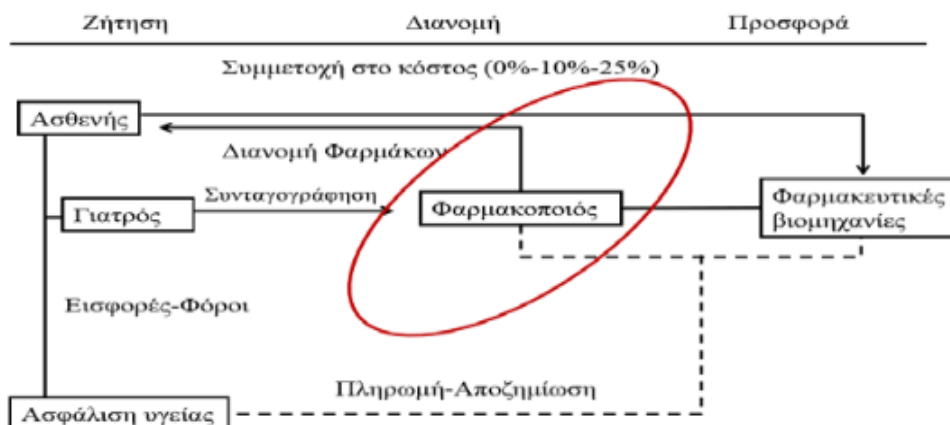 Ζήτηση Διανομή Προσφορά
Συμμετοχή στο κόστος (0%-10%-25%)
Ασθενής
Διανομή Φαρμάκων
Συνταγογράφηση
Γιατρός
Φαρμακοποιός
Φαρμακευτικές
βιομηχανίες
Εισφορές-Φόροι
Πληρωμή-Αποζημίωση
Ασφάλιση υγείας